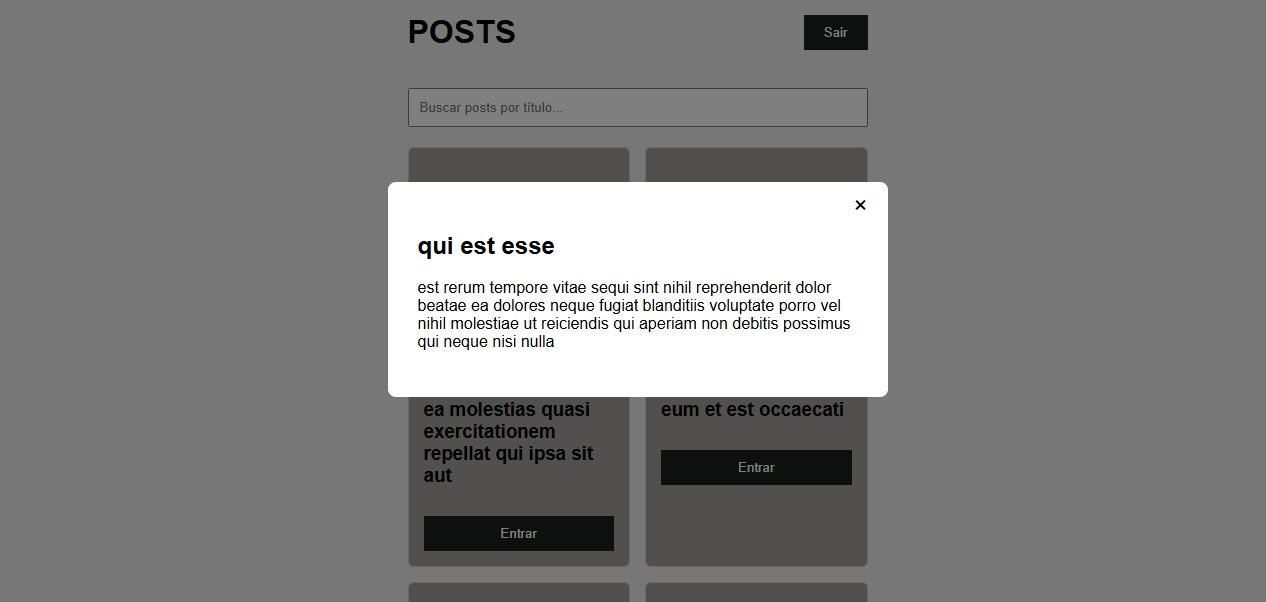 POSTS
Sair
Buscar posts por título...
×
qui est esse
est rerum tempore vitae sequi sint nihil reprehenderit dolor
beatae ea dolores neque fugiat blanditiis voluptate porro vel
nihil molestiae ut reiciendis qui aperiam non debitis possimus
qui neque nisi nulla
ea molestias quasi
exercitationem
repellat qui ipsa sit
aut
Entrar
eum et est occaecati
Entrar